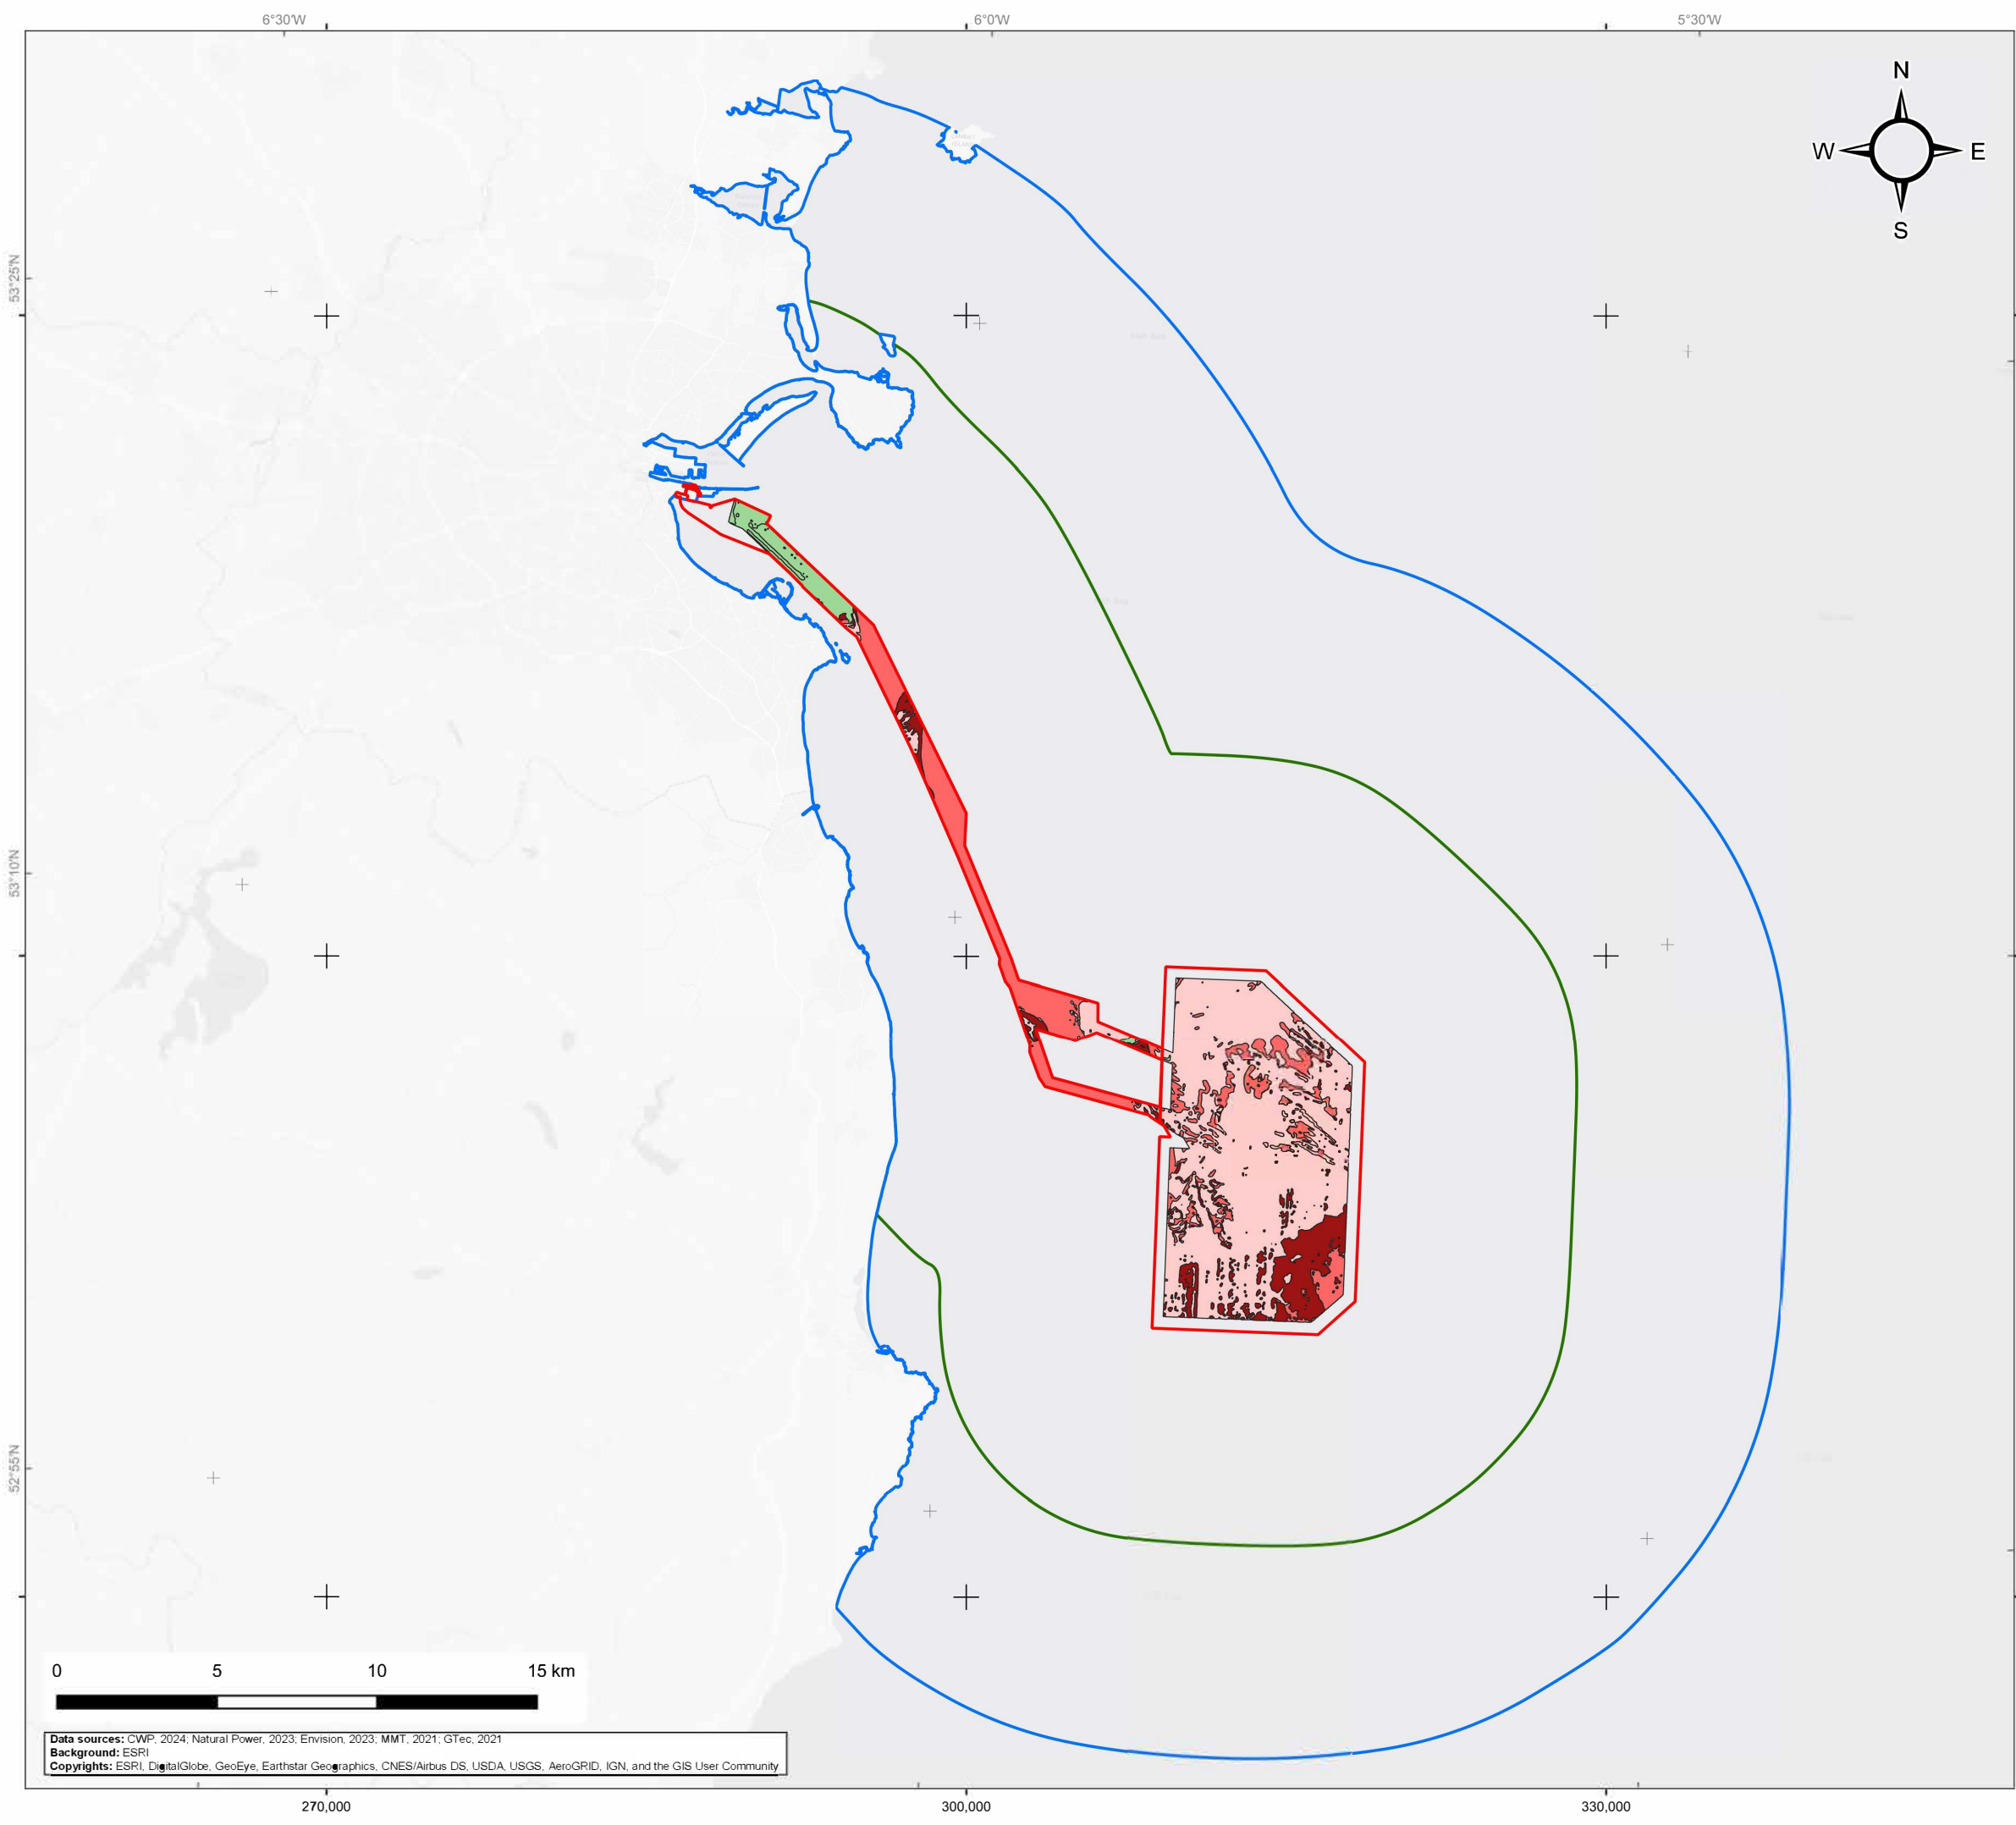 6°30'W 6°0'W 5°30'W
N
W E
S
53°25'N
53°10'N
52°55'N
0 5 10 15 km
Data sources: CWP, 2024; Natural Power, 2023; Envision, 2023; MMT, 2021; GTec, 2021
Background: ESRI
Copyrights: ESRI, DigitalGlobe, GeoEye, Earthstar Geographics, CNES/Airbus DS, USDA, USGS, AeroGRID, IGN, and the GIS User Community
270,000 300,000 330,000